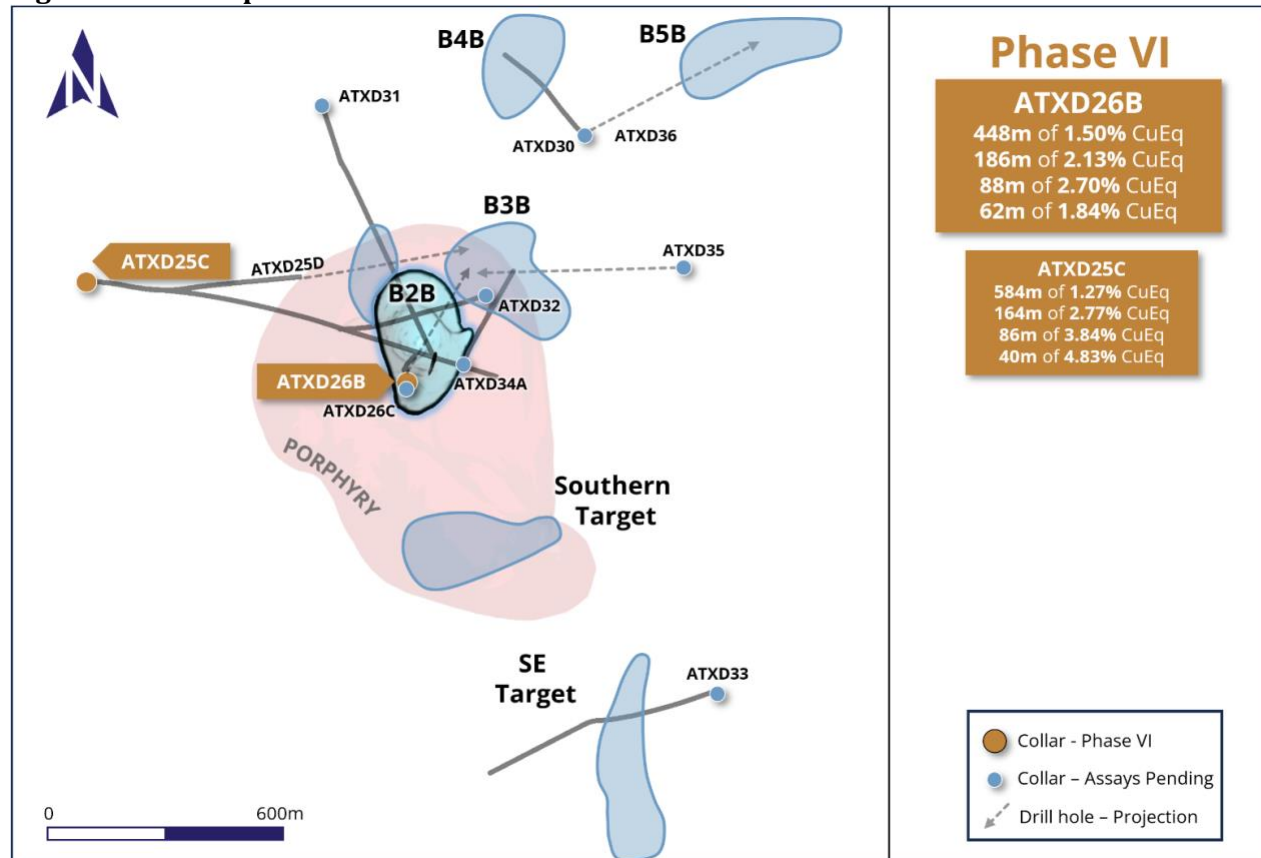 N
B4B
B5B
ATXD31
ATXD30
ATXD36
B3B
ATXD25C
ATXD25D
ATXD35
B2B
ATXD32
ATXD26B
ATXD26C
ATXD34A
PORPHYRY
Southern
Target
SE
Target
ATXD33
0
600m
Phase VI
ATXD26B
448m of 1.50% CuEq
186m of 2.13% CuEq
88m of 2.70% CuEq
62m of 1.84% CuEq
ATXD25C
584m of 1.27% CuEq
164m of 2.77% CuEq
86m of 3.84% CuEq
40m of 4.83% CuEq
Collar - Phase VI
Collar – Assays Pending
Drill hole – Projection